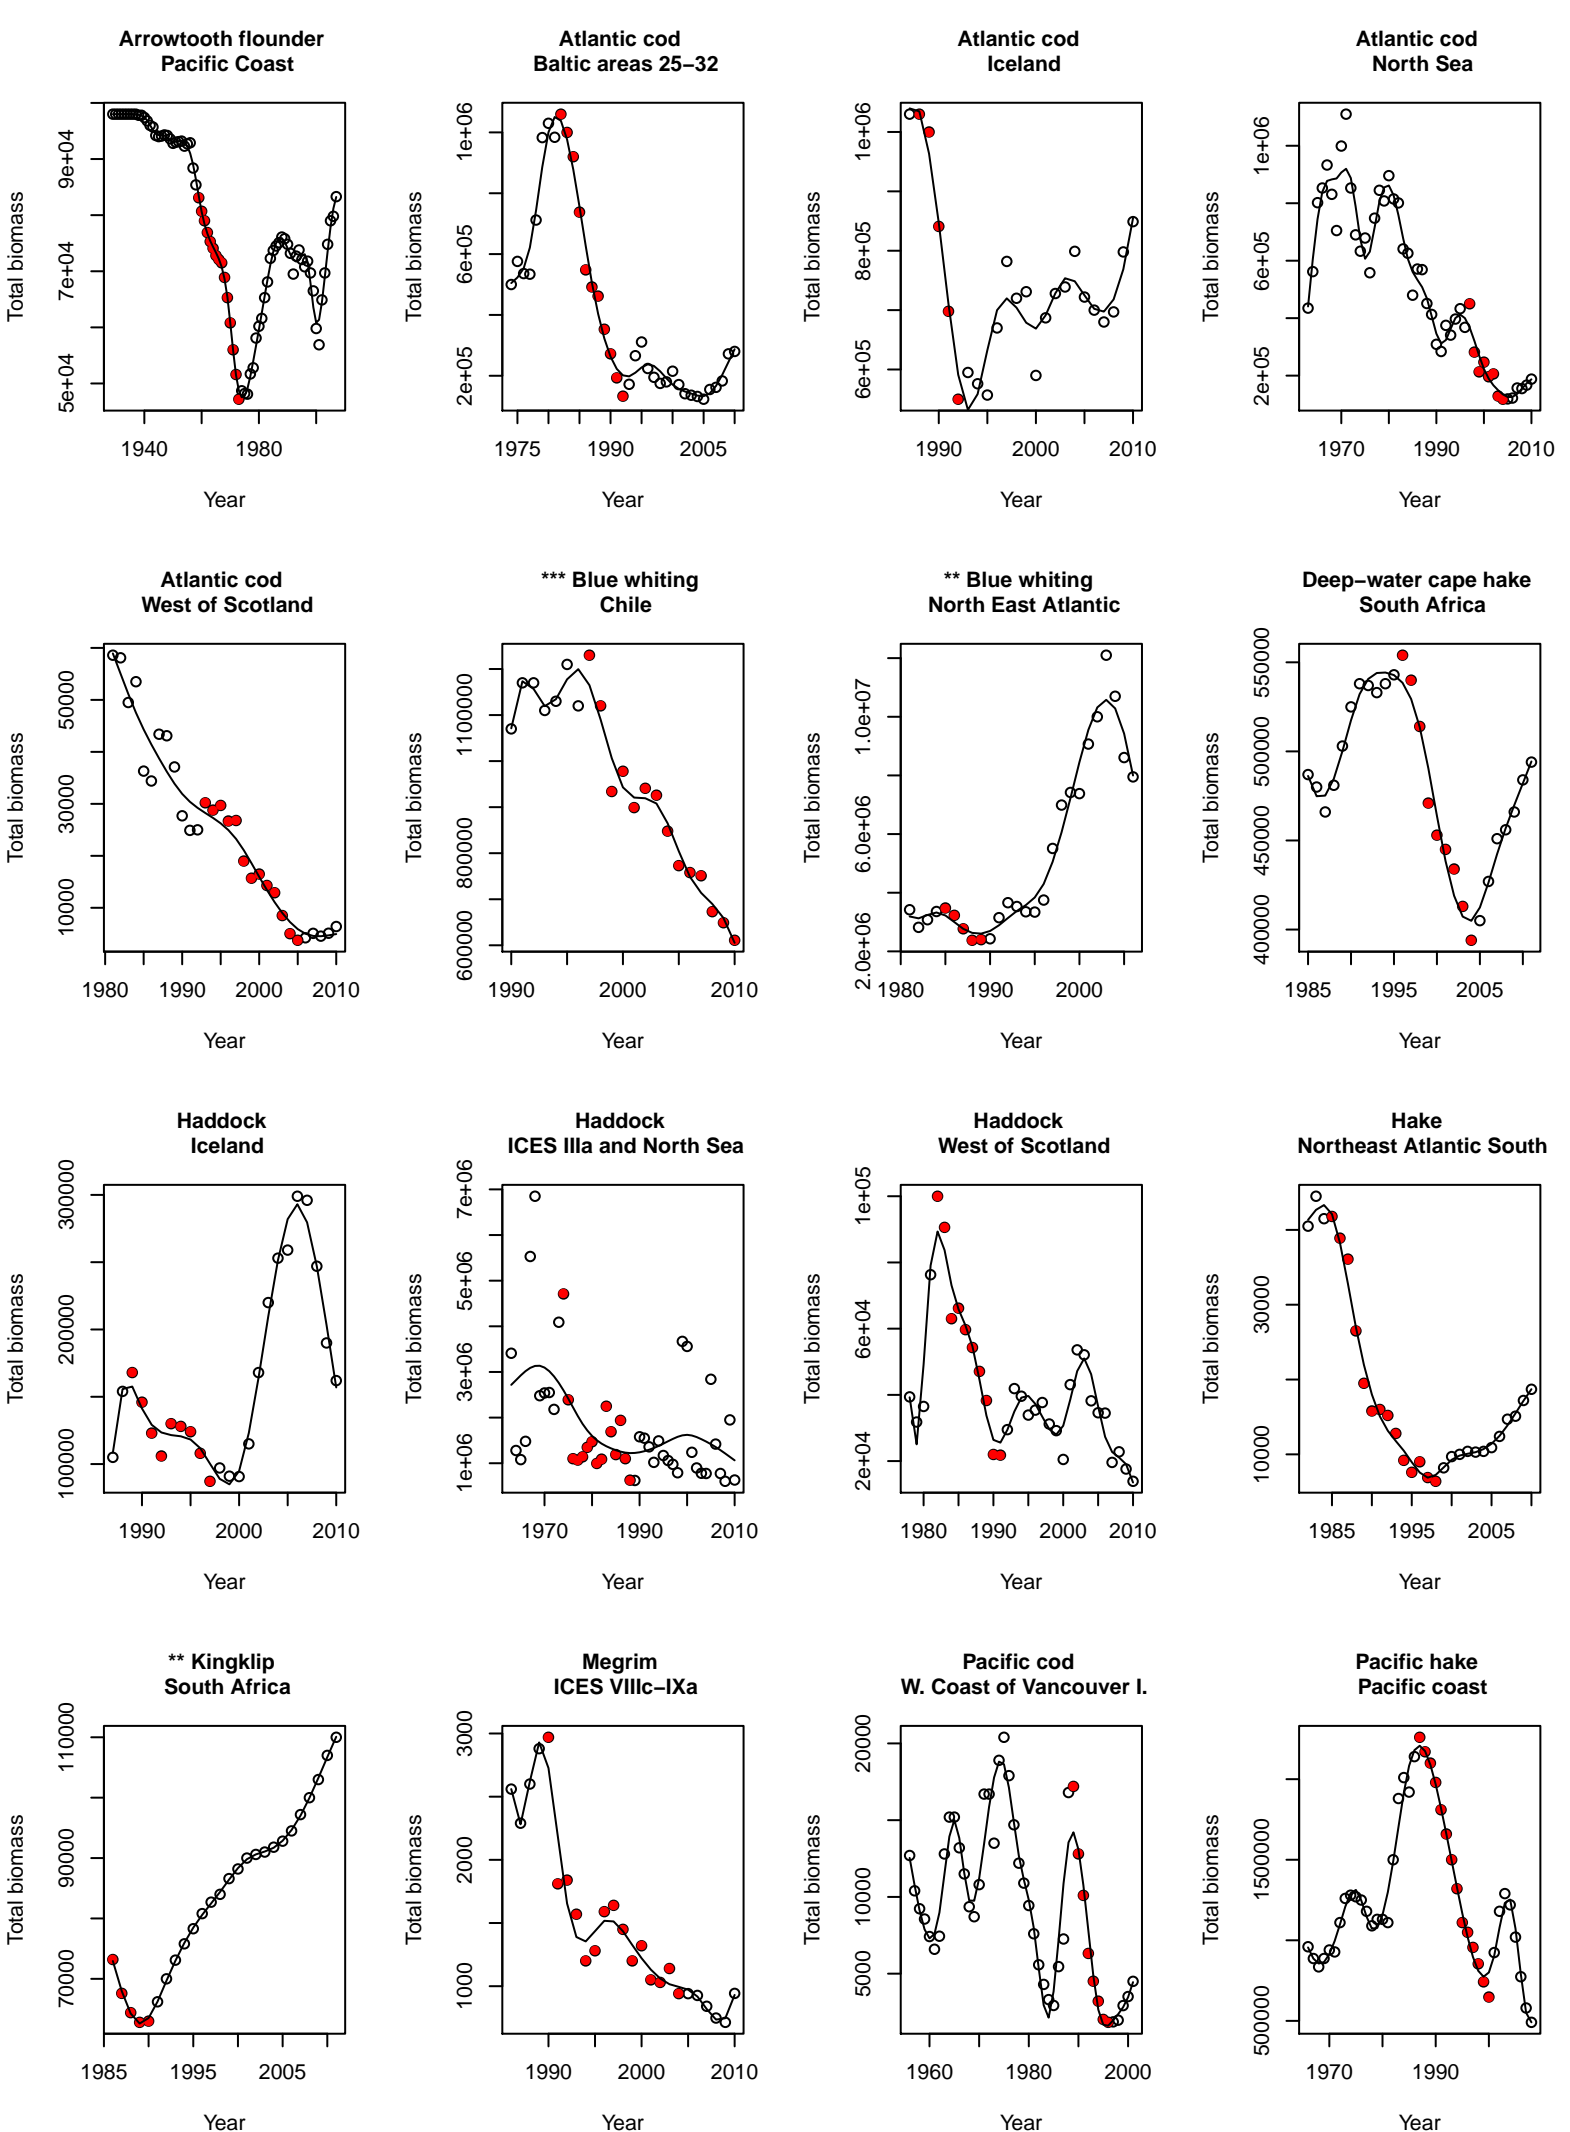 Arrowtooth flounder
Pacific Coast
Total biomass
5e+04 7e+04 9e+04
1940 1980
Year
Atlantic cod
Baltic areas 25−32
Total biomass
2e+05 6e+05 1e+06
1975 1990 2005
Year
Atlantic cod
Iceland
Total biomass
6e+05 8e+05 1e+06
1990 2000 2010
Year
Atlantic cod
North Sea
Total biomass
2e+05 6e+05 1e+06
1970 1990 2010
Year
Atlantic cod
West of Scotland
Total biomass
10000 30000 50000
1980 1990 2000 2010
Year
*** Blue whiting
Chile
Total biomass
600000 800000 1100000
1990 2000 2010
Year
** Blue whiting
North East Atlantic
Total biomass
2.0e+06 6.0e+06 1.0e+07
1980 1990 2000
Year
Deep−water cape hake
South Africa
Total biomass
400000 450000 500000 550000
1985 1995 2005
Year
Haddock
Iceland
Total biomass
100000 200000 300000
1990 2000 2010
Year
Haddock
ICES IIIa and North Sea
Total biomass
1e+06 3e+06 5e+06 7e+06
1970 1990 2010
Year
Haddock
West of Scotland
Total biomass
2e+04 6e+04 1e+05
1980 1990 2000 2010
Year
Hake
Northeast Atlantic South
Total biomass
10000 30000
1985 1995 2005
Year
** Kingklip
South Africa
Total biomass
70000 90000 110000
1985 1995 2005
Year
Megrim
ICES VIIIc−IXa
Total biomass
1000 2000 3000
1990 2000 2010
Year
Pacific cod
W. Coast of Vancouver I.
Total biomass
5000 10000 20000
1960 1980 2000
Year
Pacific hake
Pacific coast
Total biomass
500000 1500000
1970 1990
Year